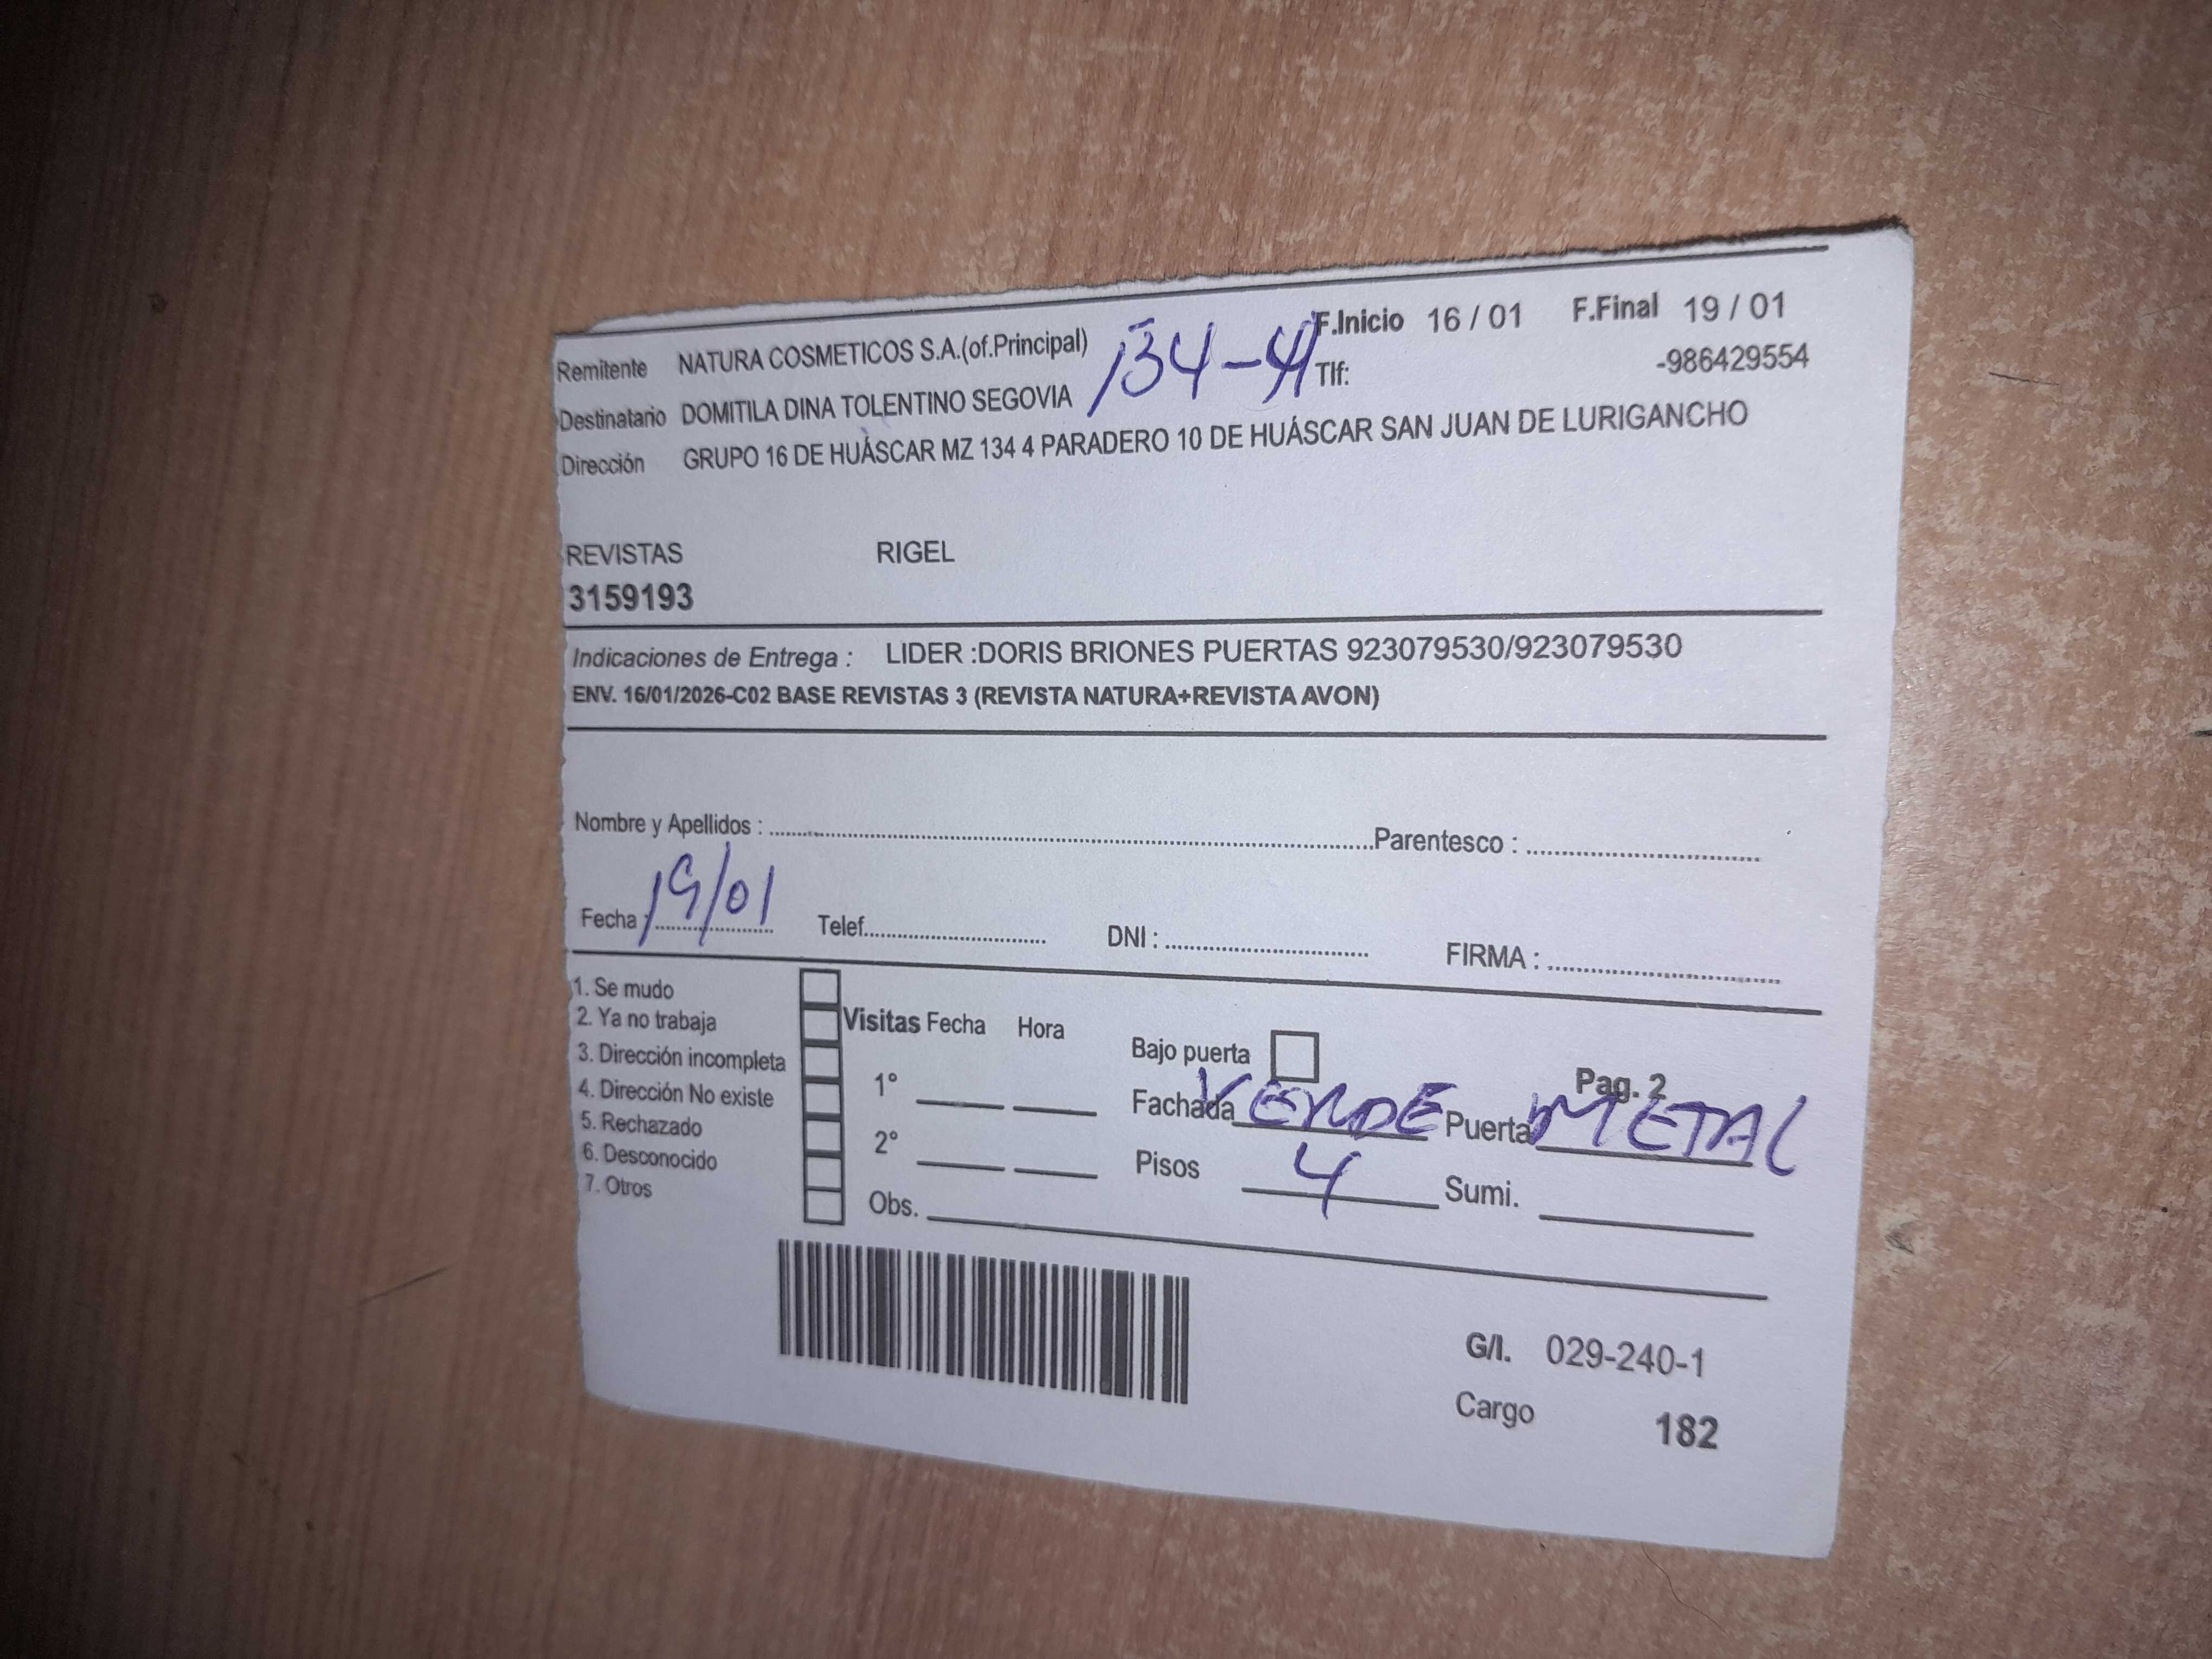 F.Inicio 16 / 01 F.Final 19 / 01
Remitente NATURA COSMETICOS S.A.(of.Principal) 134-4 Tlf: -986429554
Destinatario DOMITILA DINA TOLENTINO SEGOVIA
Dirección GRUPO 16 DE HUÁSCAR MZ 134 4 PARADERO 10 DE HUÁSCAR SAN JUAN DE LURIGANCHO
REVISTAS RIGEL
3159193
Indicaciones de Entrega : LIDER :DORIS BRIONES PUERTAS 923079530/923079530
ENV. 16/01/2026-C02 BASE REVISTAS 3 (REVISTA NATURA+REVISTA AVON)
Nombre y Apellidos : Parentesco :
Fecha : 19/01 Telef. DNI : FIRMA :
1. Se mudo
2. Ya no trabaja
3. Dirección incompleta
4. Dirección No existe
5. Rechazado
6. Desconocido
7. Otros
Visitas Fecha Hora
1°
2°
Obs.
Bajo puerta Pag. 2
Fachada VERDE Puerta METAL
Pisos 4 Sumi.
G/I. 029-240-1
Cargo 182